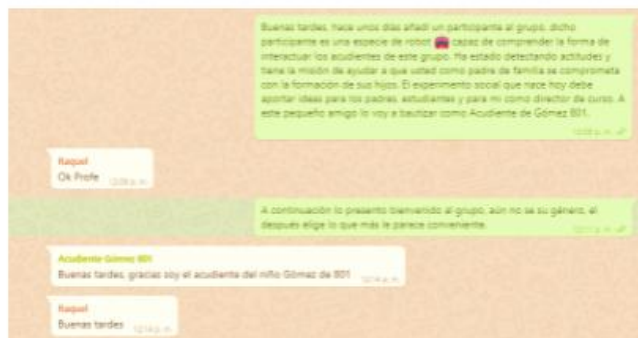 Buenas tardes, hace unos días añadí un participante al grupo, dicho
participante es una especie de robot 🤖 capaz de comprender la forma de
interactuar los acudientes de este grupo. Ha estado detectando actitudes y
tiene la misión de ayudar a que usted como padre de familia se comprometa
con la formación de sus hijos. El experimento social que nace hoy debe
aportar ideas para los padres, estudiantes y para mi como director de curso. A
este pequeño amigo lo voy a bautizar como Acudiente de Gómez 801.
Raquel
Ok Profe
A continuación lo presento bienvenido al grupo, aún no se su género, el
después elige lo que más le parece conveniente.
Acudiente Gómez 801
Buenas tardes, gracias soy el acudiente del niño Gómez de 801
12:14 p. m.
Raquel
Buenas tardes
12:14 p. m.